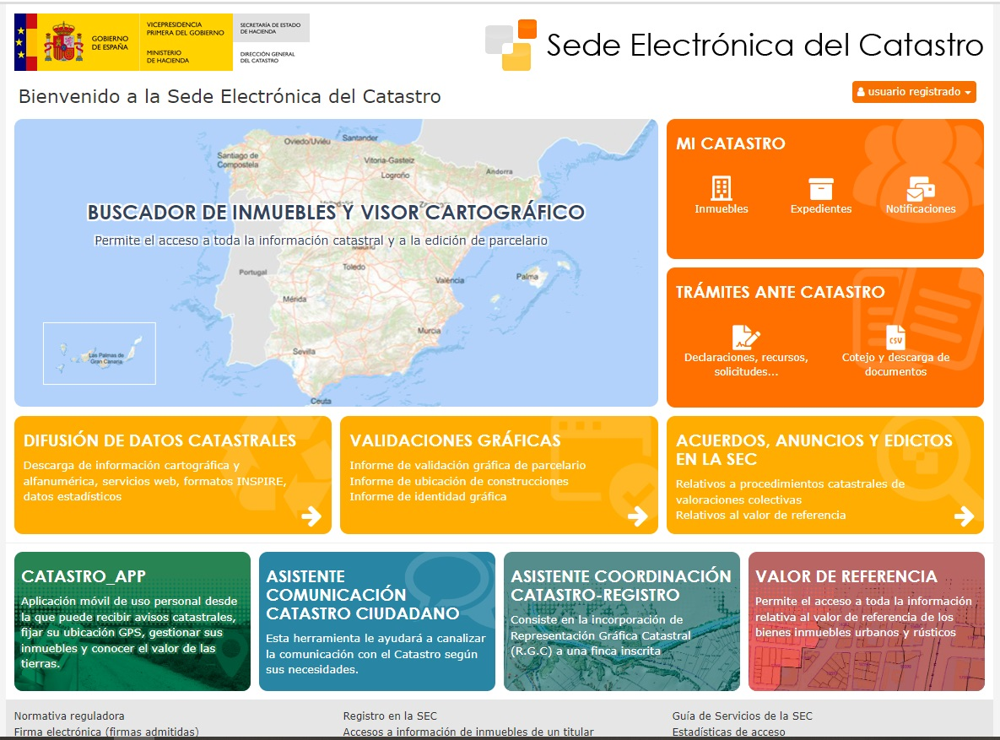 GOBIERNO
DE ESPAÑA
VICEPRESIDENCIA
PRIMERA DEL GOBIERNO
MINISTERIO
DE HACIENDA
SECRETARÍA DE ESTADO
DE HACIENDA
DIRECCIÓN GENERAL
DEL CATASTRO
Sede Electrónica del Catastro
Bienvenido a la Sede Electrónica del Catastro
usuario registrado
Oviedo/Uviéu
Santander
Santiago de
Compostela
Vitoria-Gasteiz
Logroño
Andorra
BUSCADOR DE INMUEBLES Y VISOR CARTOGRÁFICO
Permite el acceso a toda la información catastral y a la edición de parcelario
Madrid
Portugal
Toledo
València
Palma
Mérida
Murcia
Sevilla
Las Palmas de
Gran Canaria
Ceuta
MI CATASTRO
Inmuebles
Expedientes
Notificaciones
TRÁMITES ANTE CATASTRO
Declaraciones, recursos,
solicitudes...
CSV
Cotejo y descarga de
documentos
DIFUSIÓN DE DATOS CATASTRALES
Descarga de información cartográfica y
alfanumérica, servicios web, formatos INSPIRE,
datos estadísticos
VALIDACIONES GRÁFICAS
Informe de validación gráfica de parcelario
Informe de ubicación de construcciones
Informe de identidad gráfica
ACUERDOS, ANUNCIOS Y EDICTOS
EN LA SEC
Relativos a procedimientos catastrales de
valoraciones colectivas
Relativos al valor de referencia
CATASTRO_APP
Aplicación móvil de uso personal desde
la que puede recibir avisos catastrales,
fijar su ubicación GPS, gestionar sus
inmuebles y conocer el valor de las
tierras.
ASISTENTE
COMUNICACIÓN
CATASTRO CIUDADANO
Esta herramienta le ayudará a canalizar
la comunicación con el Catastro según
sus necesidades.
ASISTENTE COORDINACIÓN
CATASTRO-REGISTRO
Consiste en la incorporación de
Representación Gráfica Catastral
(R.G.C) a una finca inscrita
VALOR DE REFERENCIA
Permite el acceso a toda la información
relativa al valor de referencia de los
bienes inmuebles urbanos y rústicos
Normativa reguladora
Registro en la SEC
Guía de Servicios de la SEC
Firma electrónica (firmas admitidas)
Accesos a información de inmuebles de un titular
Estadísticas de acceso